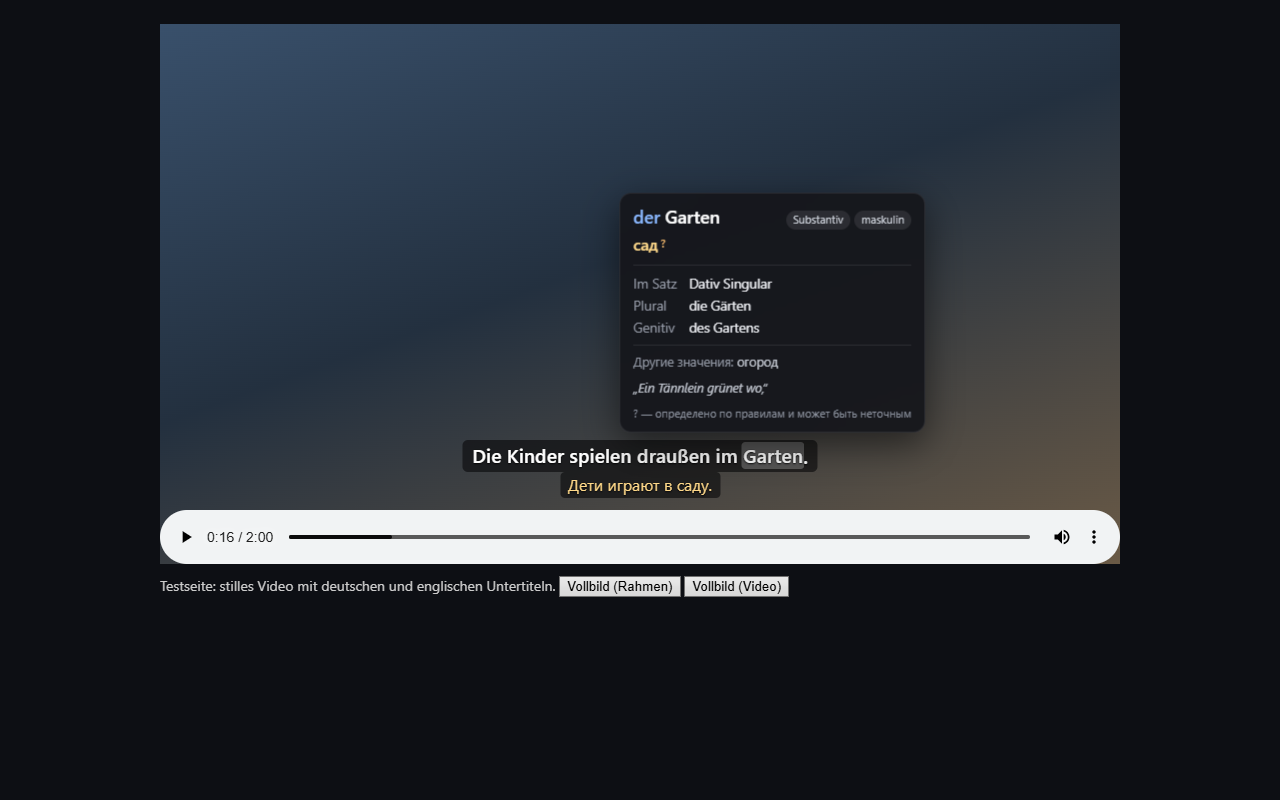 der Garten Substantiv maskulin
сад ?
Im Satz Dativ Singular
Plural die Gärten
Genitiv des Gartens
Другие значения: огород
„Ein Tännlein grünet wo,“
? — определено по правилам и может быть неточным
Die Kinder spielen draußen im Garten.
Дети играют в саду.
0:16 / 2:00
Testseite: stilles Video mit deutschen und englischen Untertiteln. Vollbild (Rahmen) Vollbild (Video)